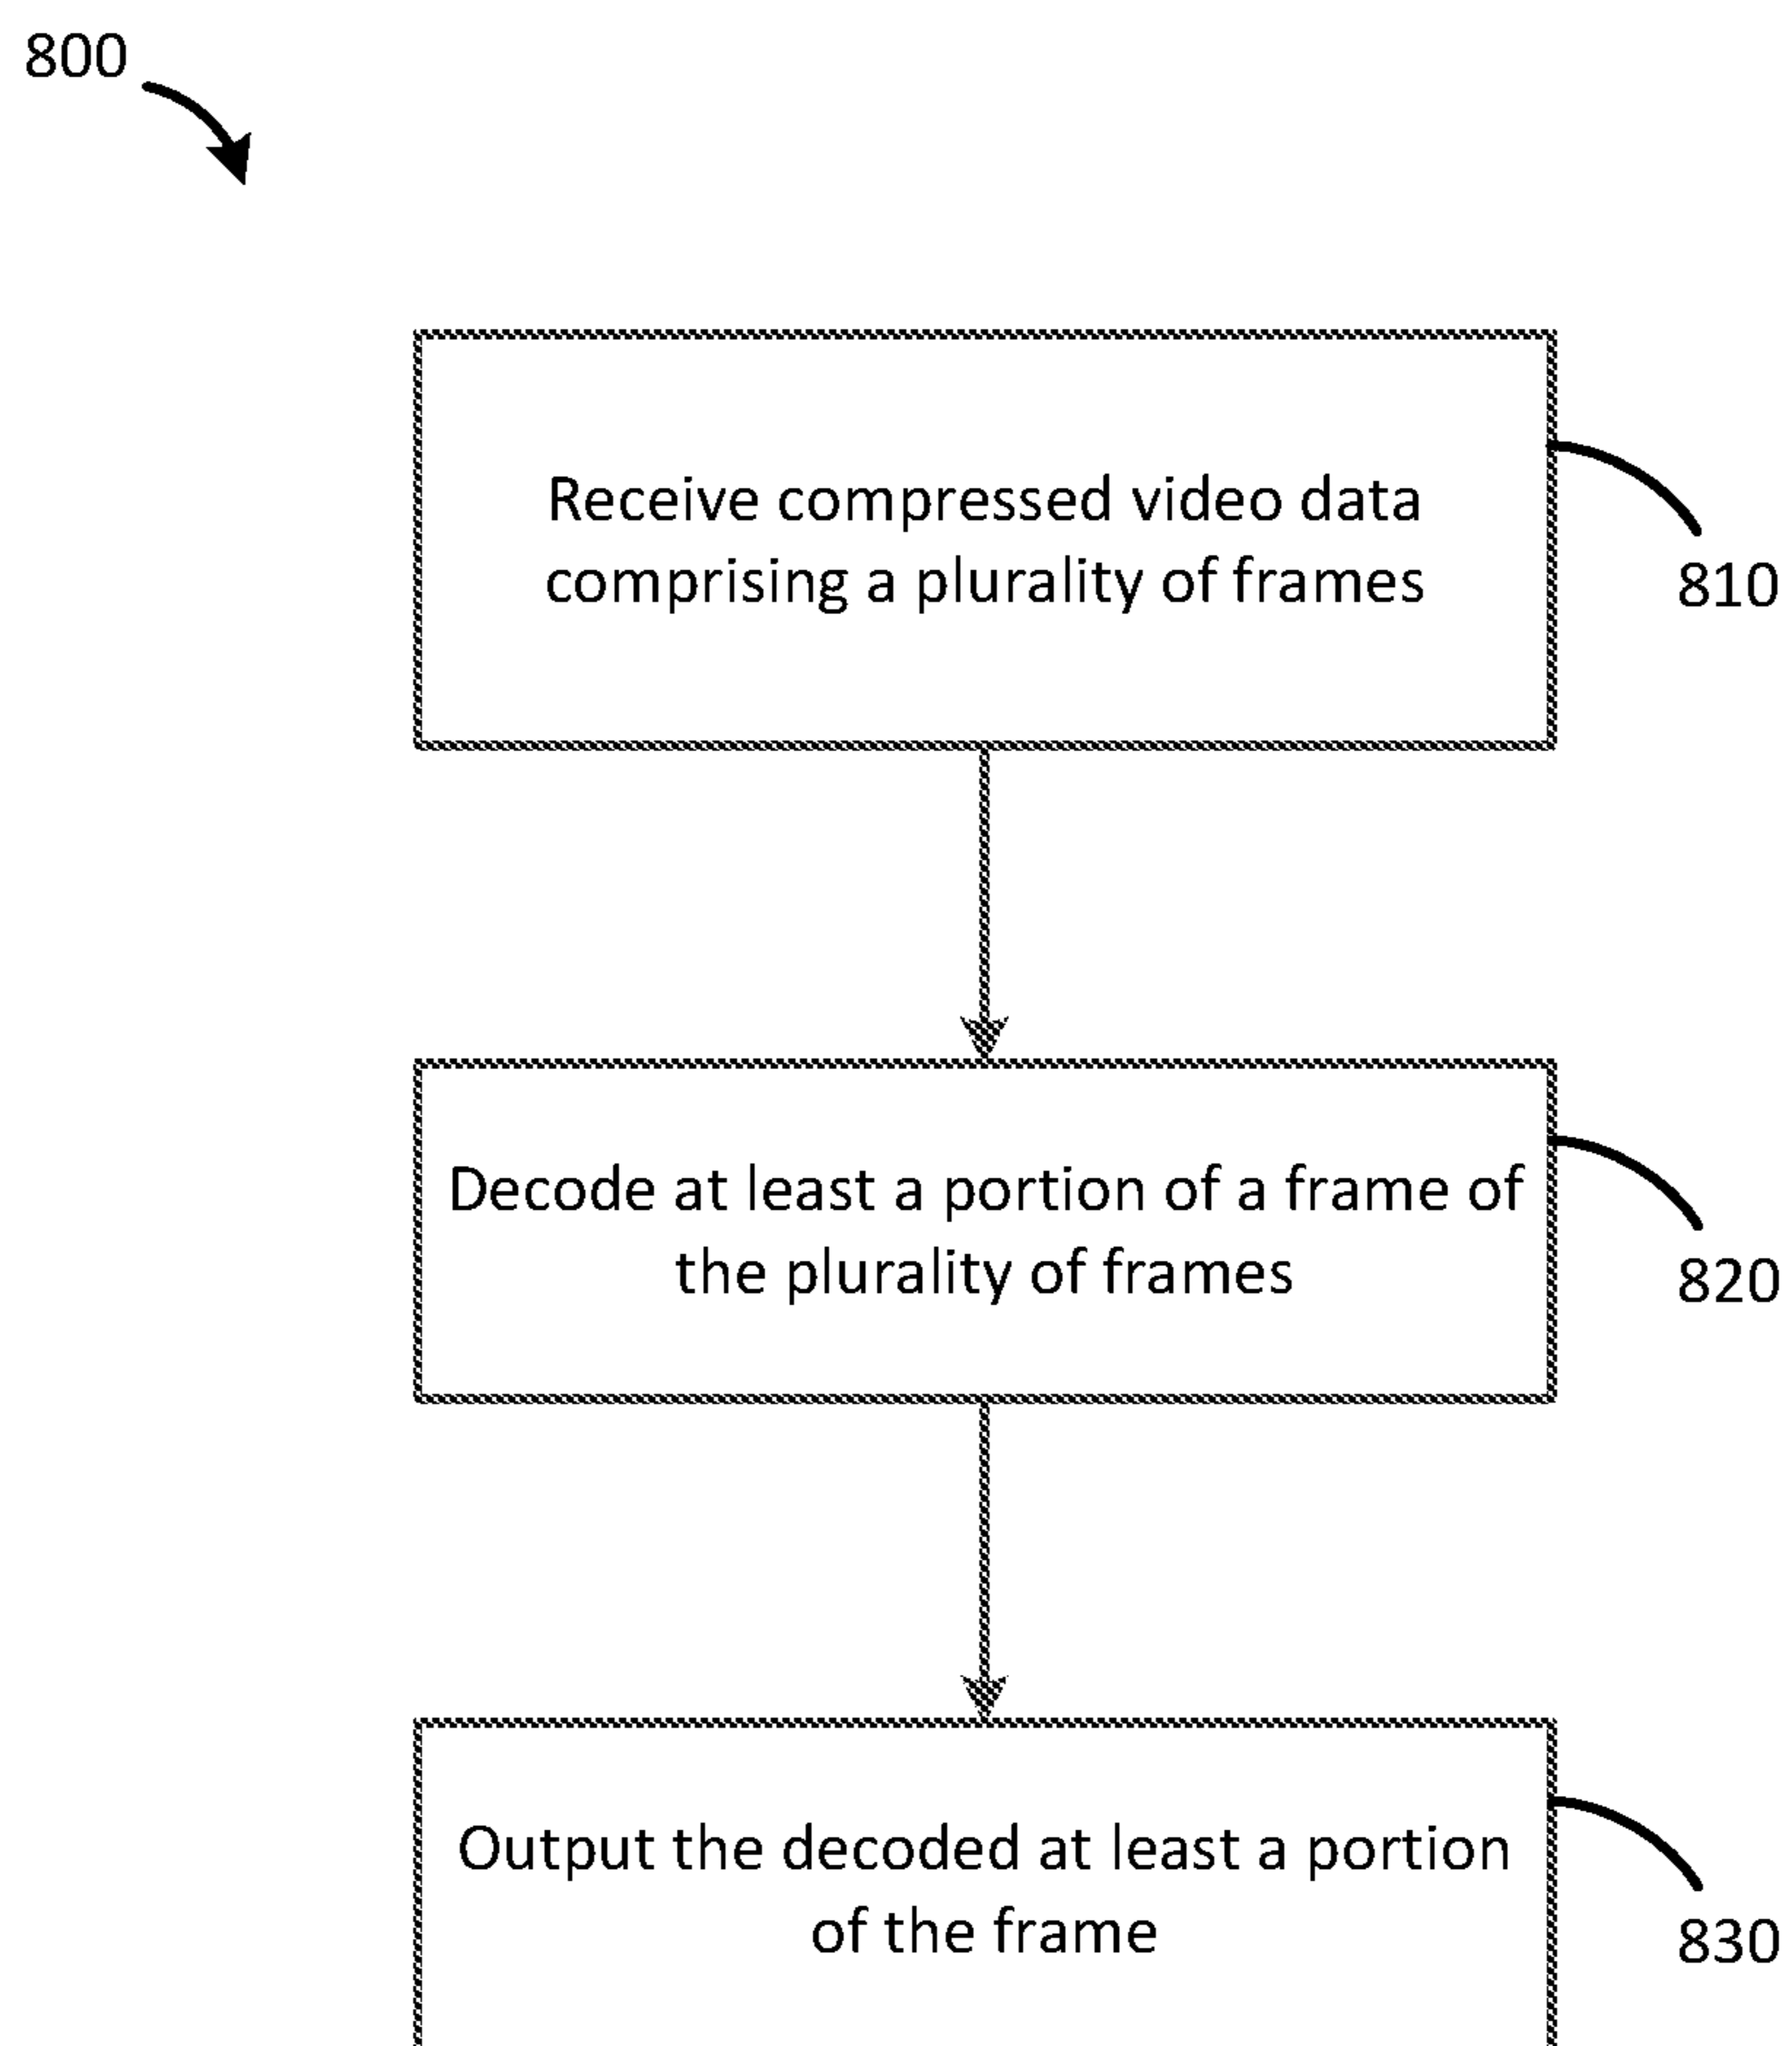 800
Receive compressed video data
comprising a plurality of frames
810
Decode at least a portion of a frame of
the plurality of frames
820
Output the decoded at least a portion
of the frame
830